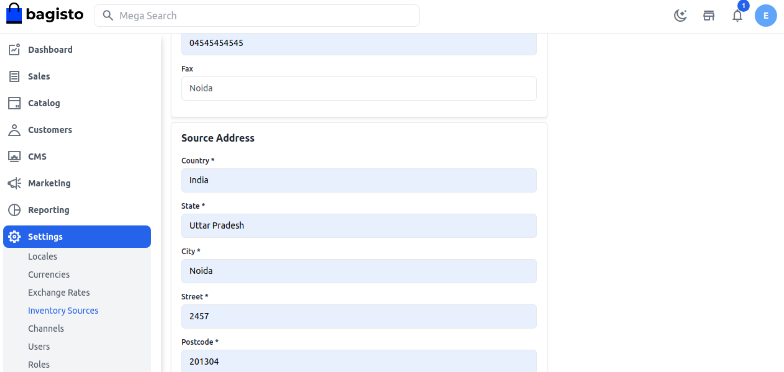 bagisto
Mega Search
1
E
Dashboard
Sales
Catalog
Customers
CMS
Marketing
Reporting
Settings
Locales
Currencies
Exchange Rates
Inventory Sources
Channels
Users
Roles
04545454545
Fax
Noida
Source Address
Country *
India
State *
Uttar Pradesh
City *
Noida
Street *
2457
Postcode *
201304